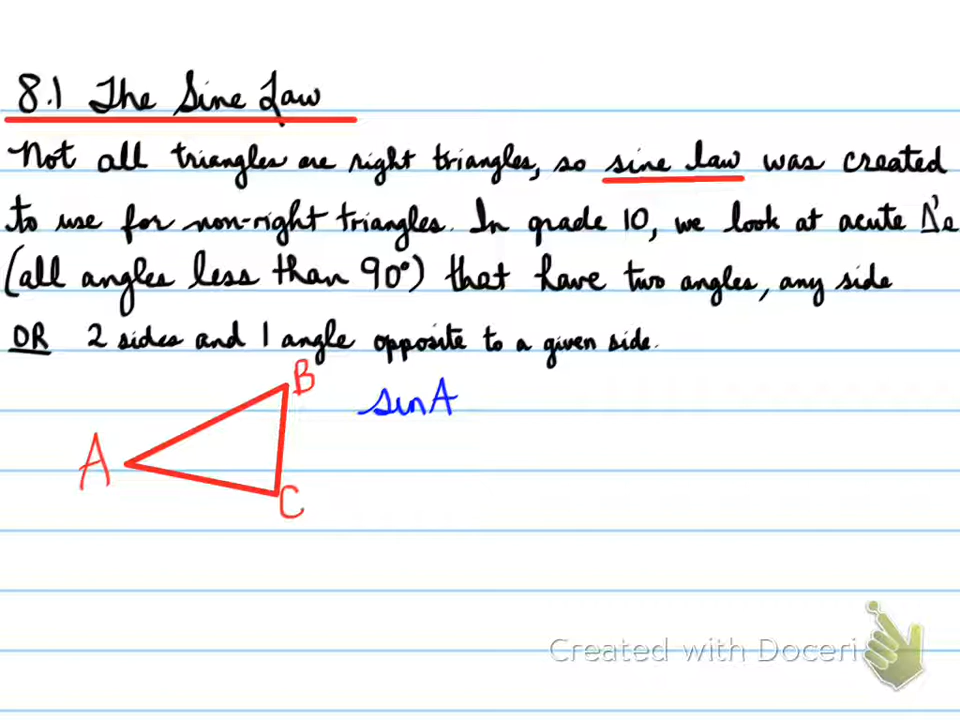 8.1 The Sine Law
Not all triangles are right triangles, so sine law was created
to use for non-right triangles. In grade 10, we look at acute Δ's
(all angles less than 90°) that have two angles, any side
OR 2 sides and 1 angle opposite to a given side.
B
sinA
A
C
Created with Doceri